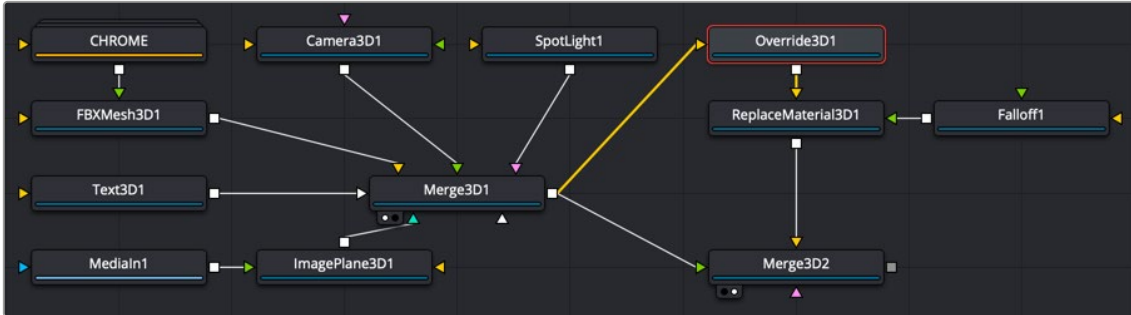 CHROME
Camera3D1
SpotLight1
Override3D1
FBXMesh3D1
ReplaceMaterial3D1
Falloff1
Text3D1
Merge3D1
MediaIn1
ImagePlane3D1
Merge3D2